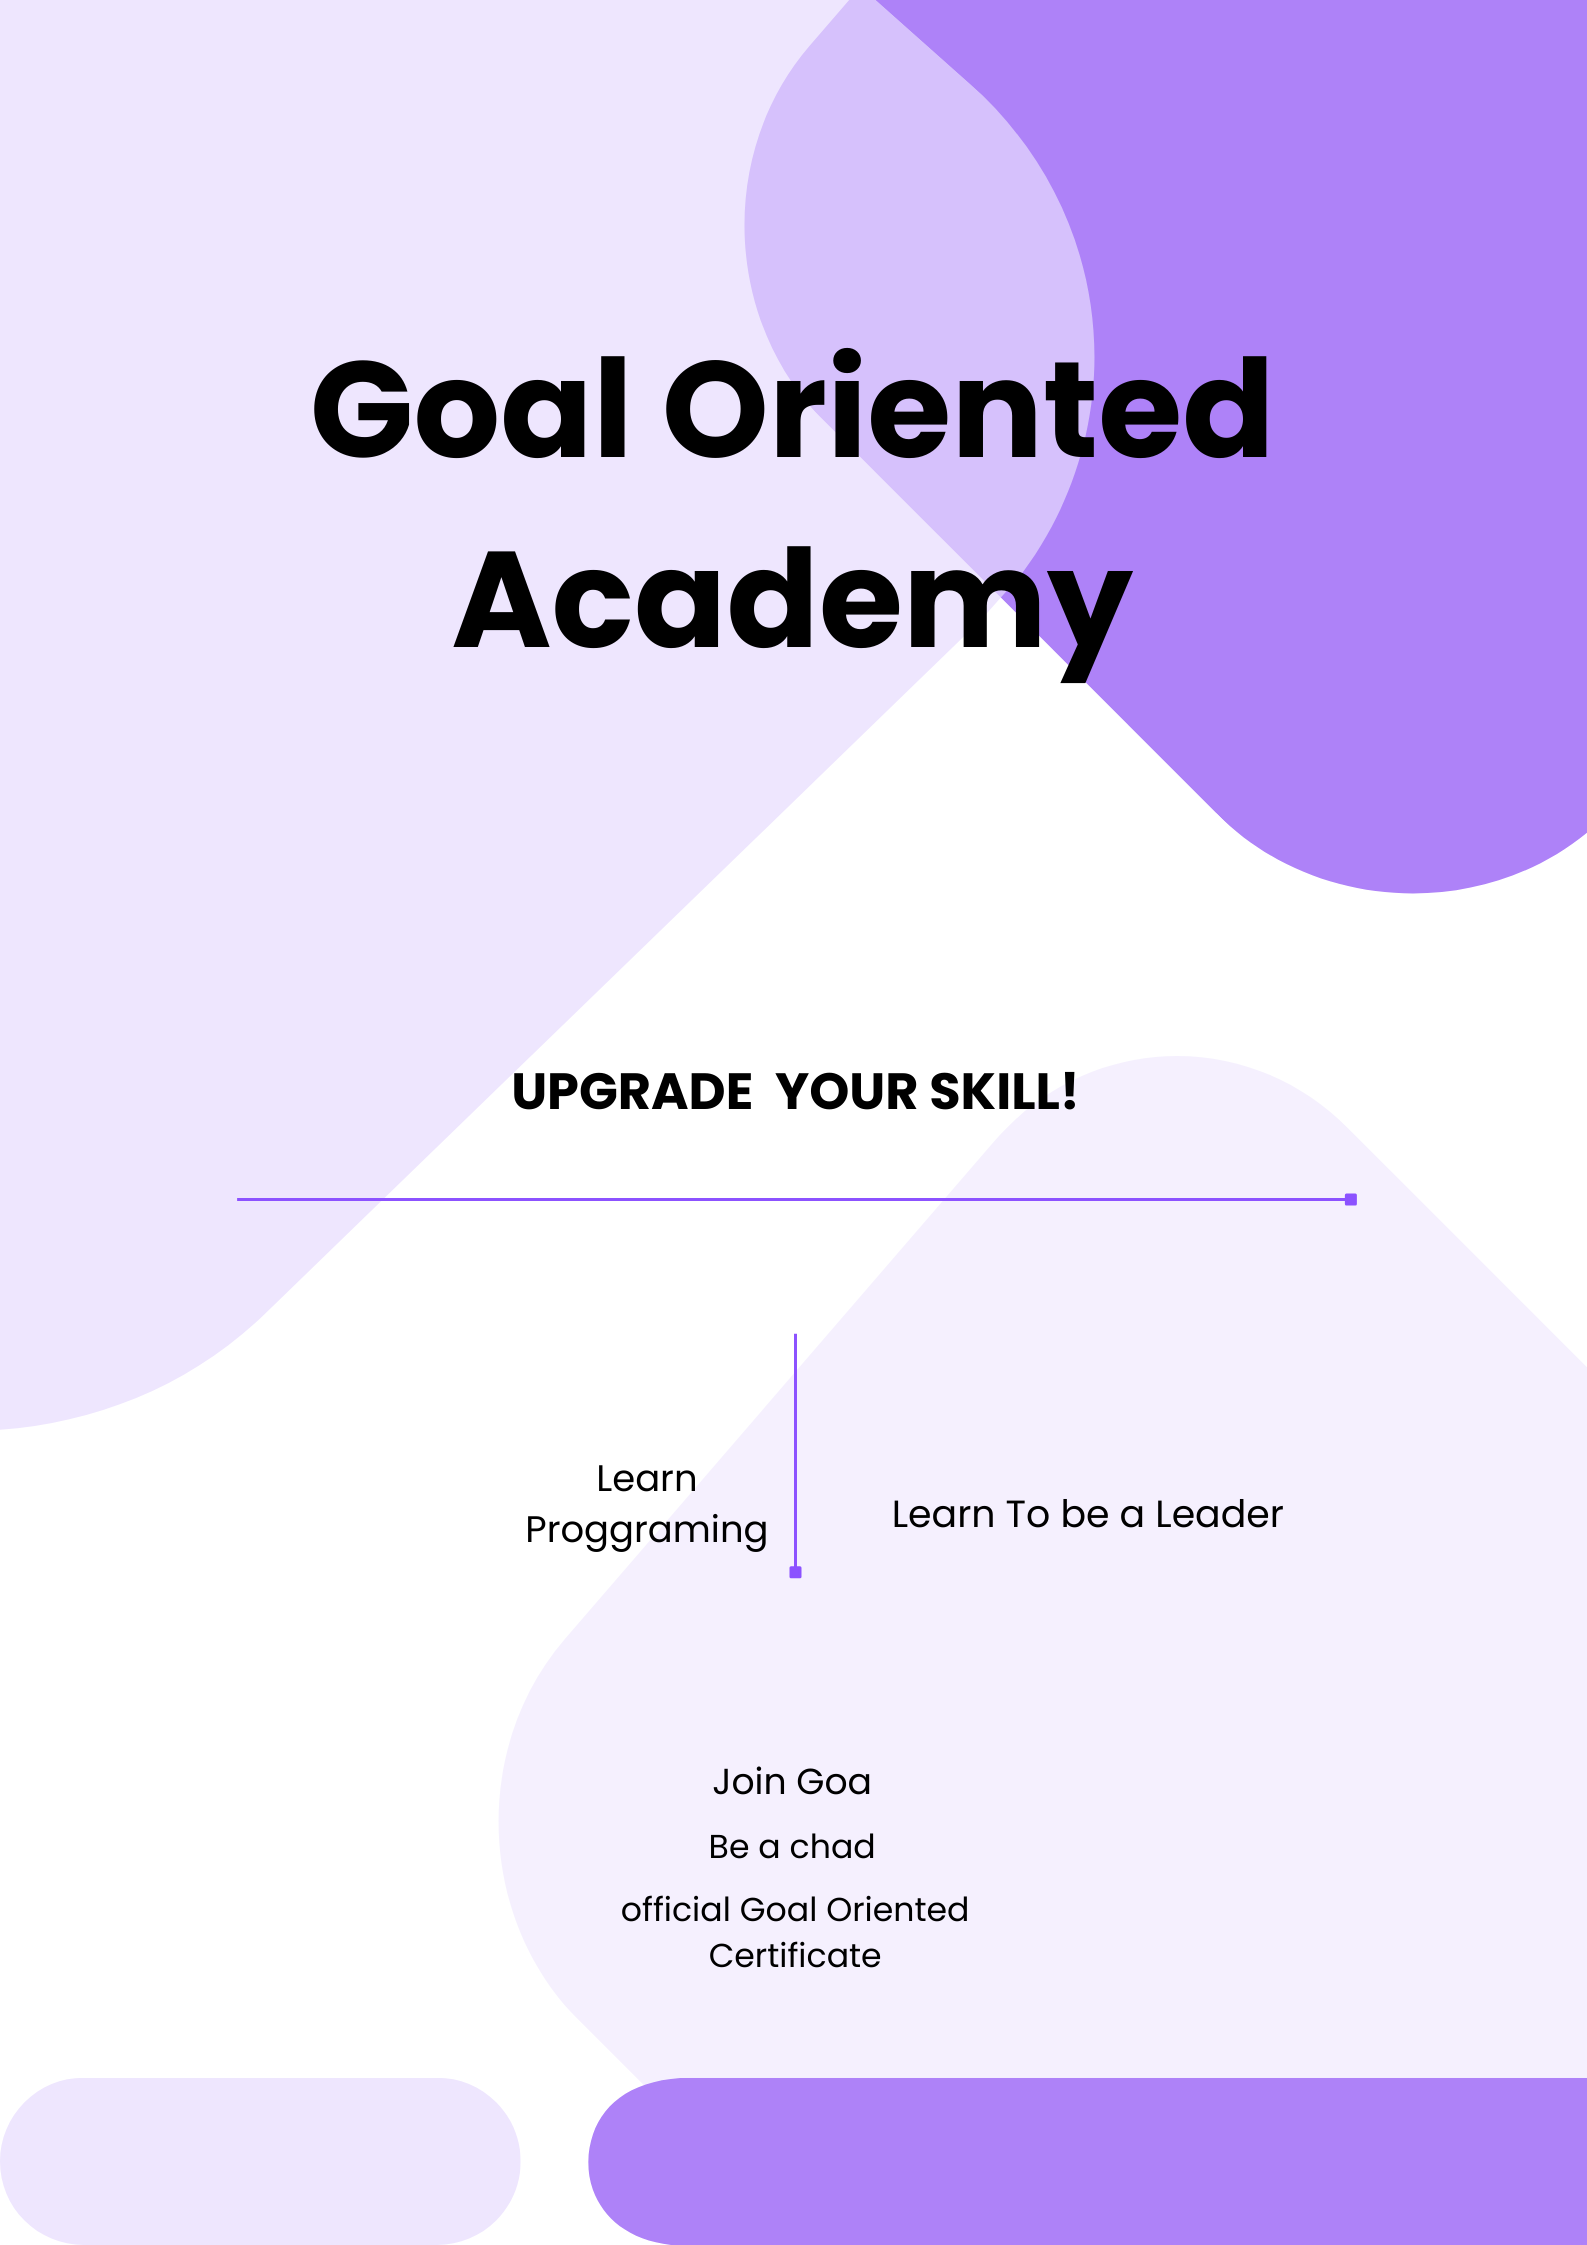 Goal Oriented
Academy
UPGRADE  YOUR SKILL!
Learn
Proggraming
Learn To be a Leader
Join Goa
Be a chad
official Goal Oriented
Certificate